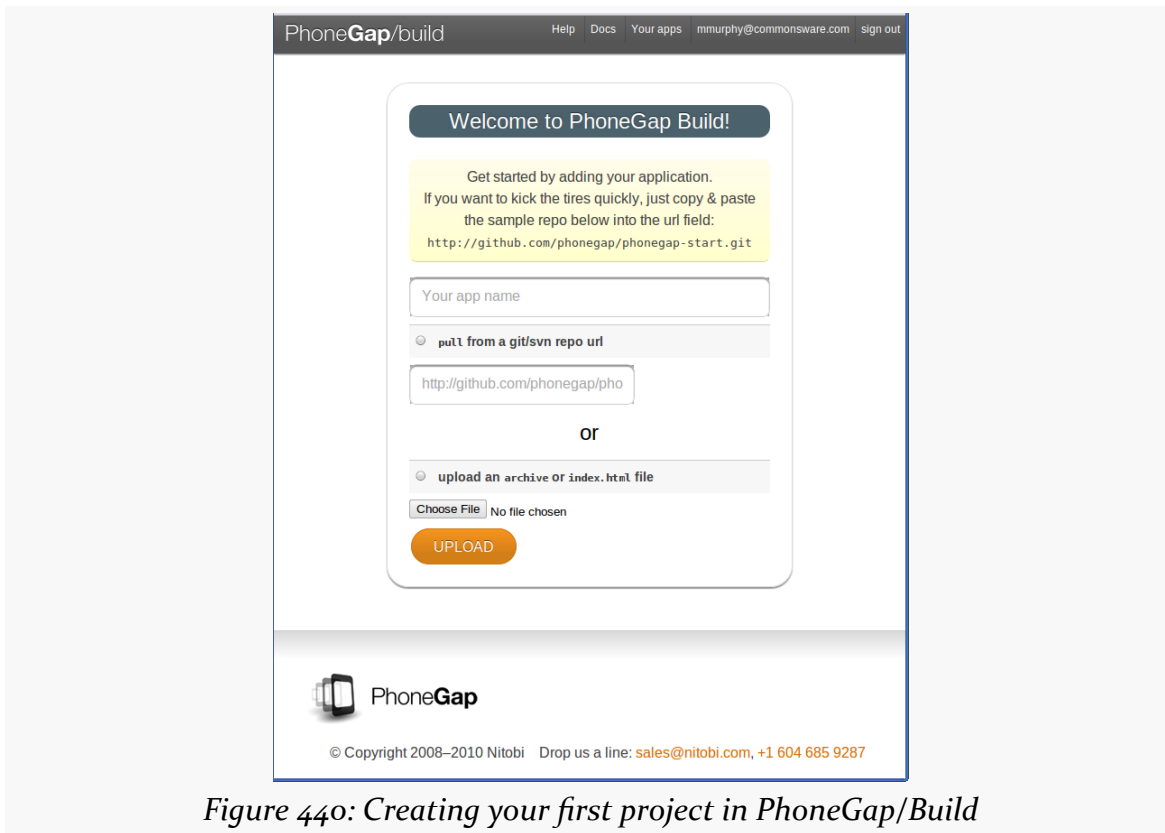 PhoneGap/build
Help Docs Your apps mmurphy@commonsware.com sign out
Welcome to PhoneGap Build!
Get started by adding your application.
If you want to kick the tires quickly, just copy & paste
the sample repo below into the url field:
http://github.com/phonegap/phonegap-start.git
Your app name
pull from a git/svn repo url
http://github.com/phonegap/pho
or
upload an archive or index.html file
Choose File No file chosen
UPLOAD
PhoneGap
© Copyright 2008–2010 Nitobi Drop us a line: sales@nitobi.com, +1 604 685 9287
Figure 440: Creating your first project in PhoneGap/Build